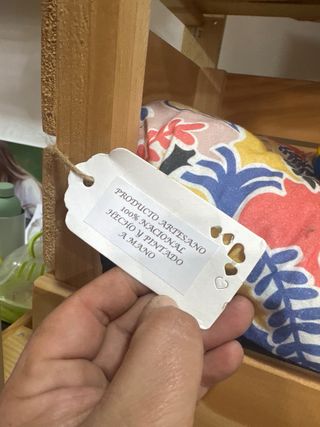 PRODUCTO ARTESANO
100% NACIONAL
HECHO Y PINTADO
A MANO